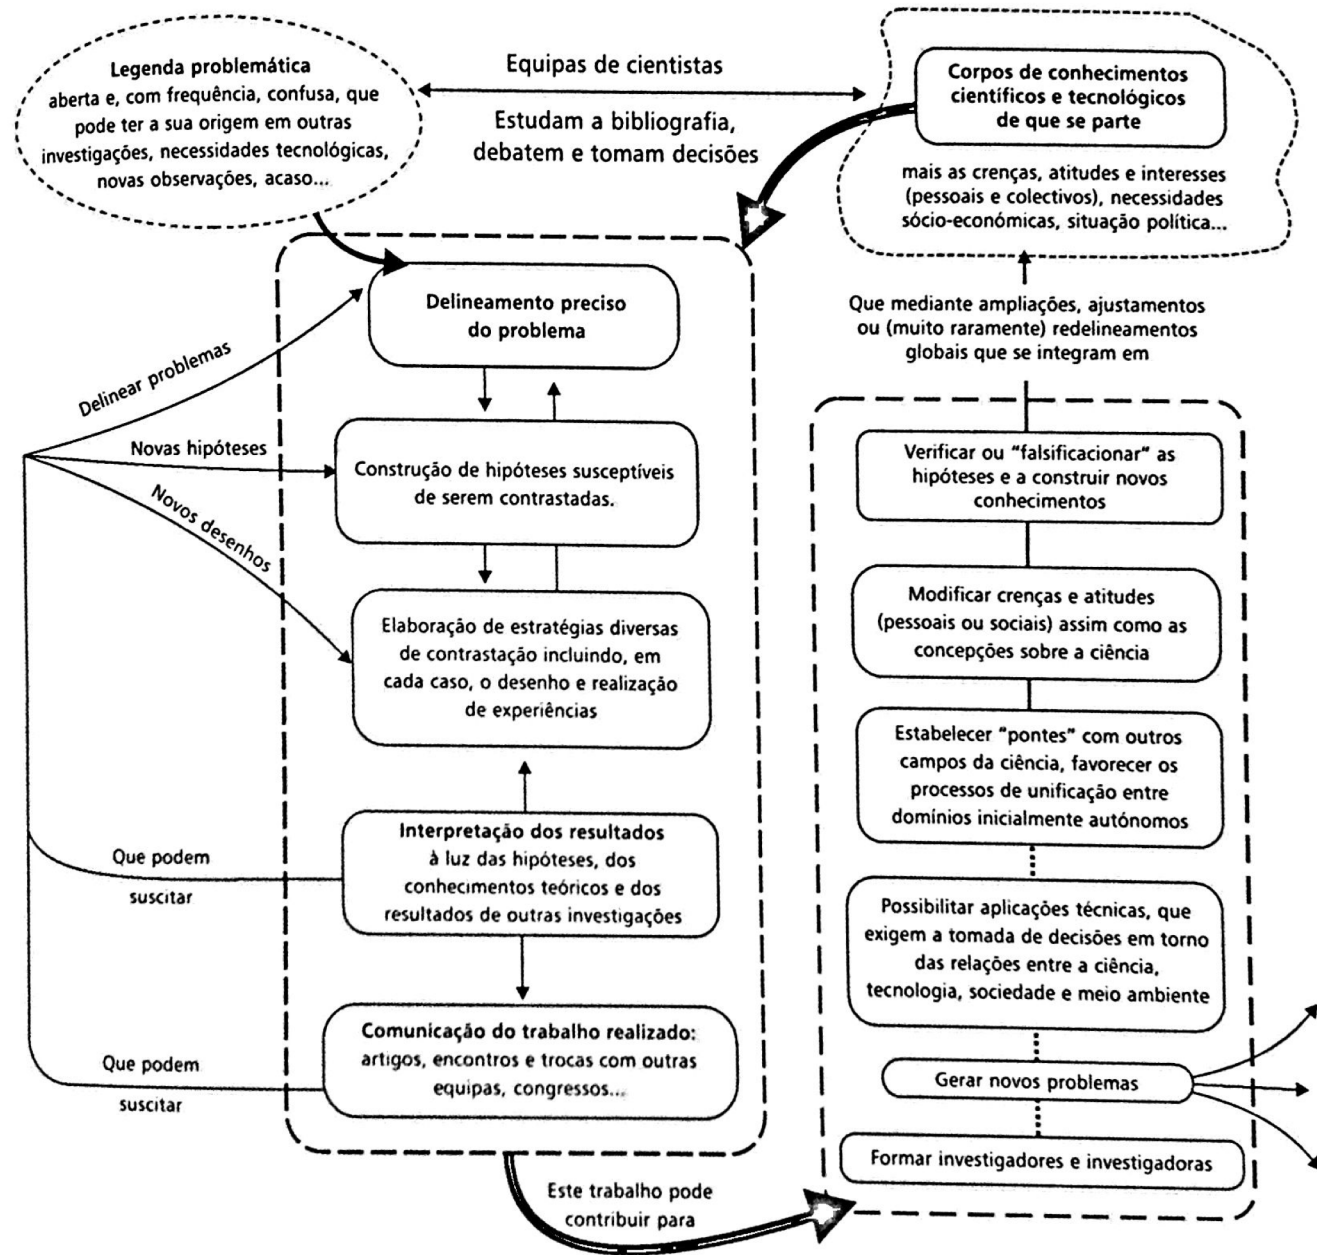 Legenda problemática
aberta e, com frequência, confusa, que
pode ter a sua origem em outras
investigações, necessidades tecnológicas,
novas observações, acaso...
Equipas de cientistas
Estudam a bibliografia,
debatem e tomam decisões
Corpos de conhecimentos
científicos e tecnológicos
de que se parte
mais as crenças, atitudes e interesses
(pessoais e colectivos), necessidades
sócio-económicas, situação política...
Delineamento preciso
do problema
Delinear problemas
Novas hipóteses
Novos desenhos
Construção de hipóteses susceptíveis
de serem contrastadas.
Elaboração de estratégias diversas
de contrastação incluindo, em
cada caso, o desenho e realização
de experiências
Interpretação dos resultados
à luz das hipóteses, dos
conhecimentos teóricos e dos
resultados de outras investigações
Que podem
suscitar
Comunicação do trabalho realizado:
artigos, encontros e trocas com outras
equipas, congressos...
Que podem
suscitar
Este trabalho pode
contribuir para
Que mediante ampliações, ajustamentos
ou (muito raramente) redelineamentos
globais que se integram em
Verificar ou "falsificacionar" as
hipóteses e a construir novos
conhecimentos
Modificar crenças e atitudes
(pessoais ou sociais) assim como as
concepções sobre a ciência
Estabelecer "pontes" com outros
campos da ciência, favorecer os
processos de unificação entre
domínios inicialmente autónomos
Possibilitar aplicações técnicas, que
exigem a tomada de decisões em torno
das relações entre a ciência,
tecnologia, sociedade e meio ambiente
Gerar novos problemas
Formar investigadores e investigadoras